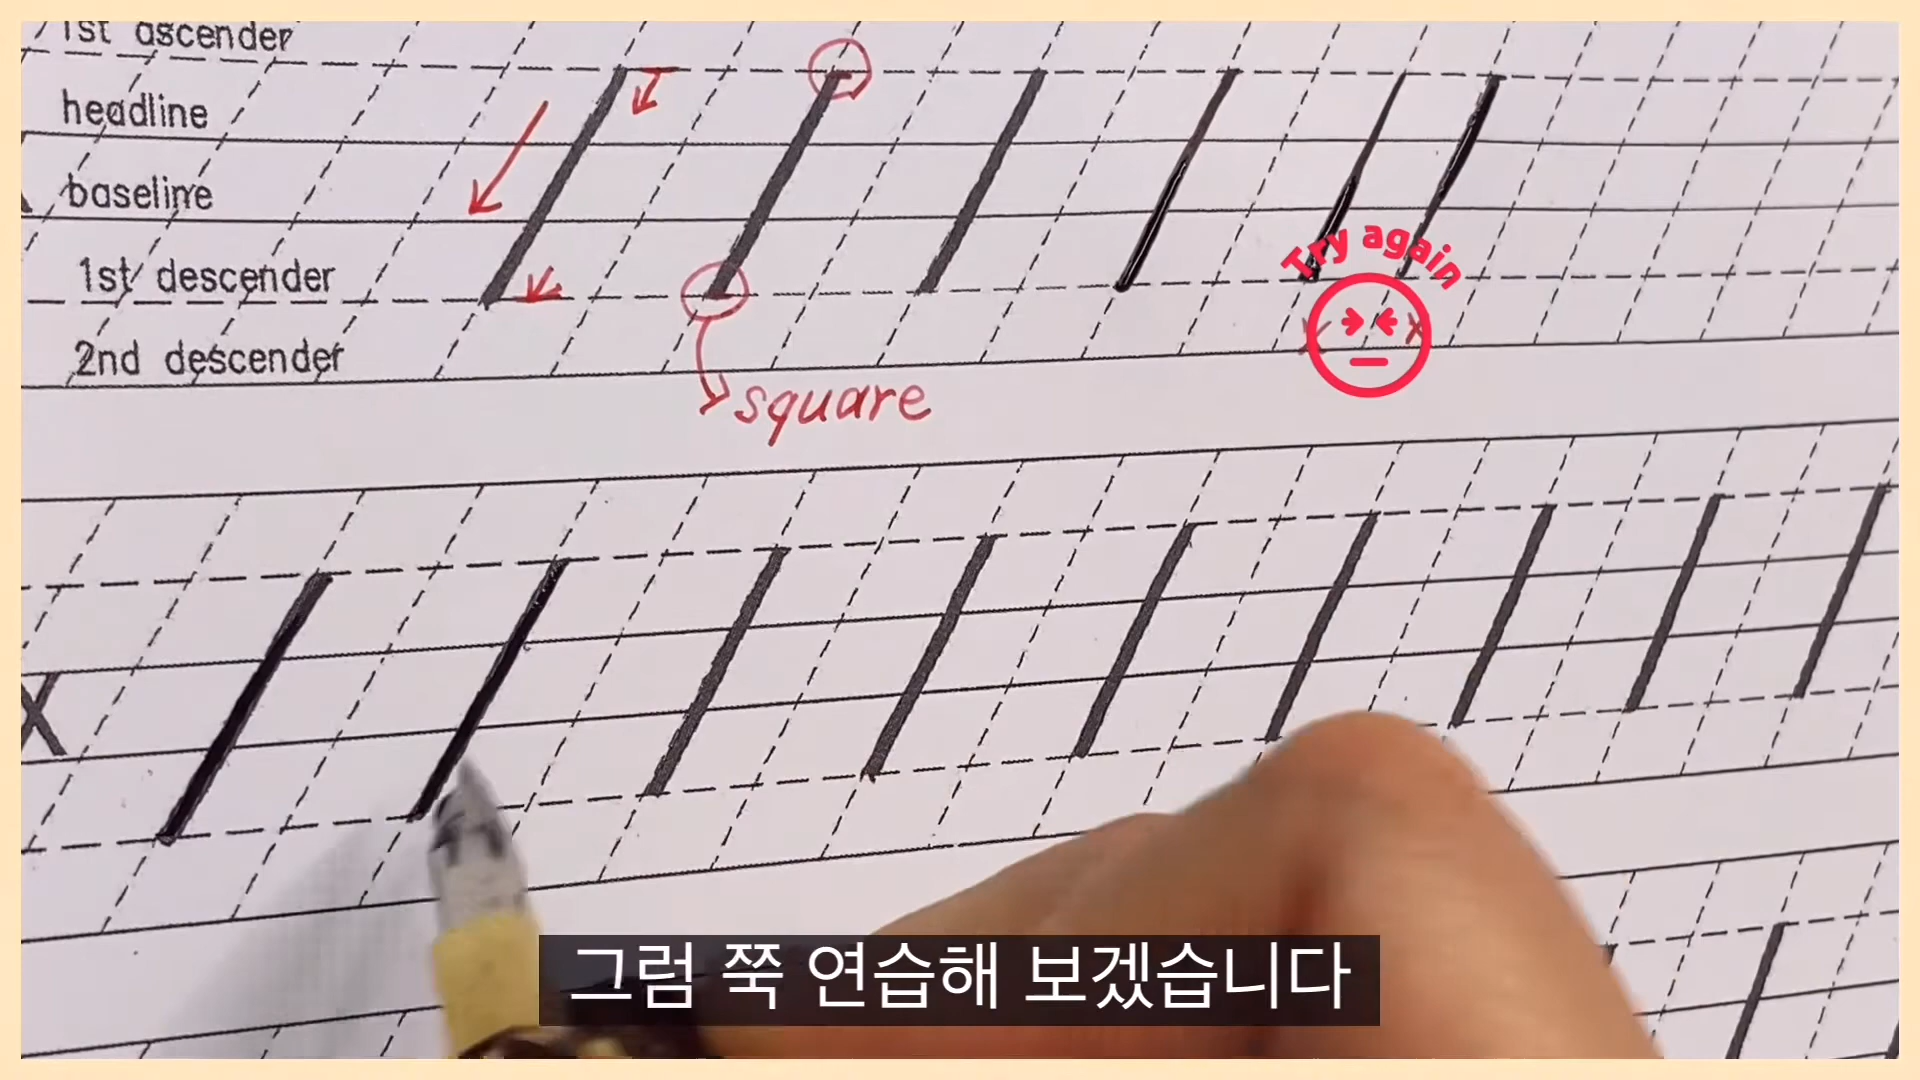 1st ascender
headline
baseline
1st descender
2nd descender
square
Try again
x
X
그럼 쭉 연습해 보겠습니다